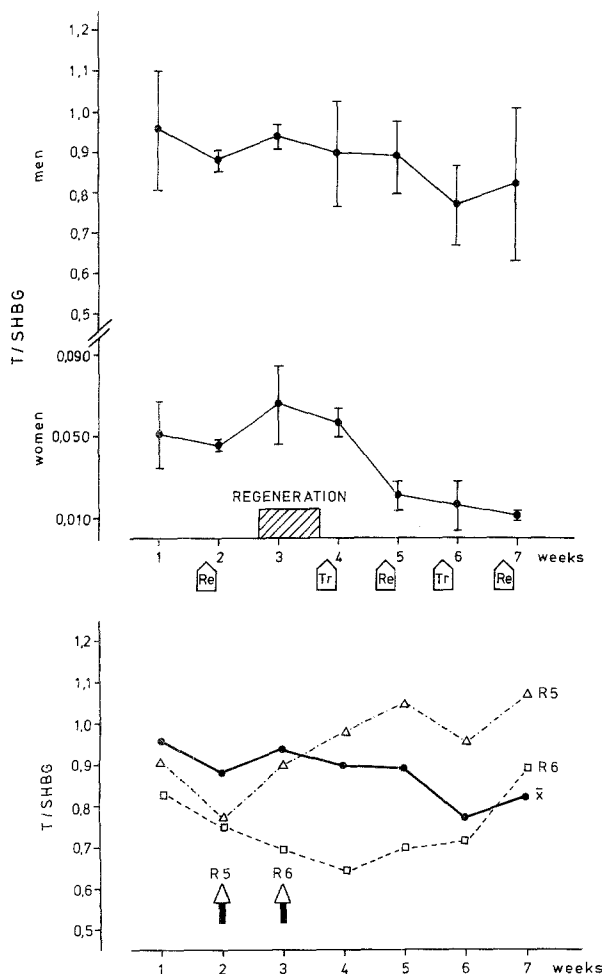 1,2
1,1
1,0
0,9
0,8
0,7
0,6
0,5
men
T/SHBG
0,090
0,050
0,010
women
REGENERATION
1 2 3 4 5 6 7 weeks
Re Tr Re Tr Re
1,2
1,1
1,0
0,9
0,8
0,7
0,6
0,5
T/SHBG
R5
R6
x̄
R5 R6
1 2 3 4 5 6 7 weeks